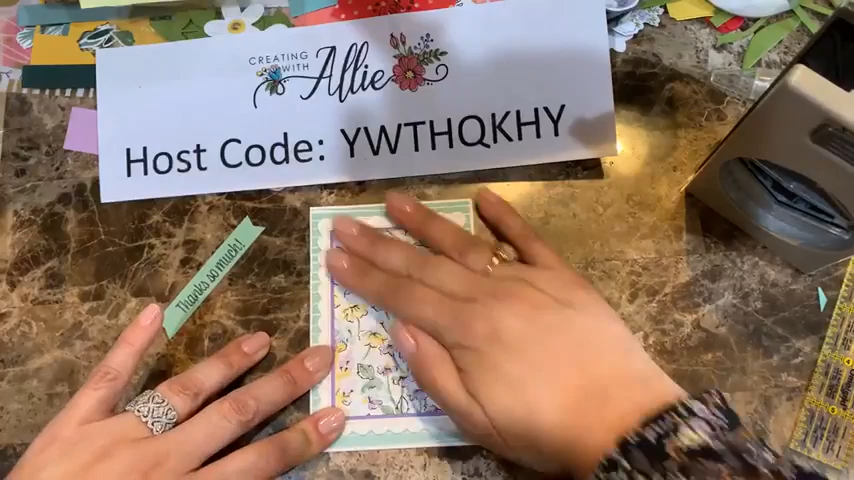 CREATING
WITH
Allie
Host Code: YWTHQKHY
Thanks so much!